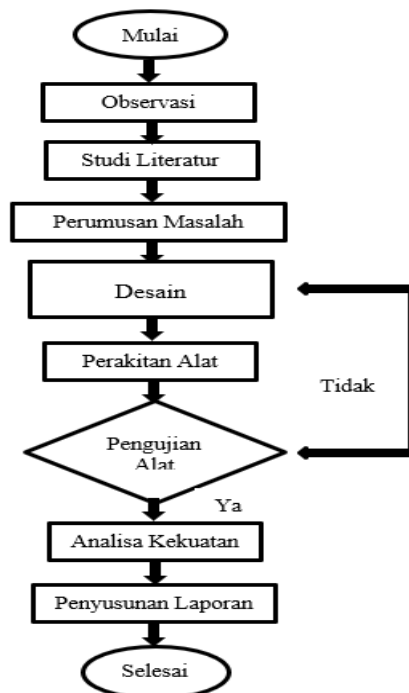 Mulai
Observasi
Studi Literatur
Perumusan Masalah
Desain
Perakitan Alat
Tidak
Pengujian
Alat
Ya
Analisa Kekuatan
Penyusunan Laporan
Selesai